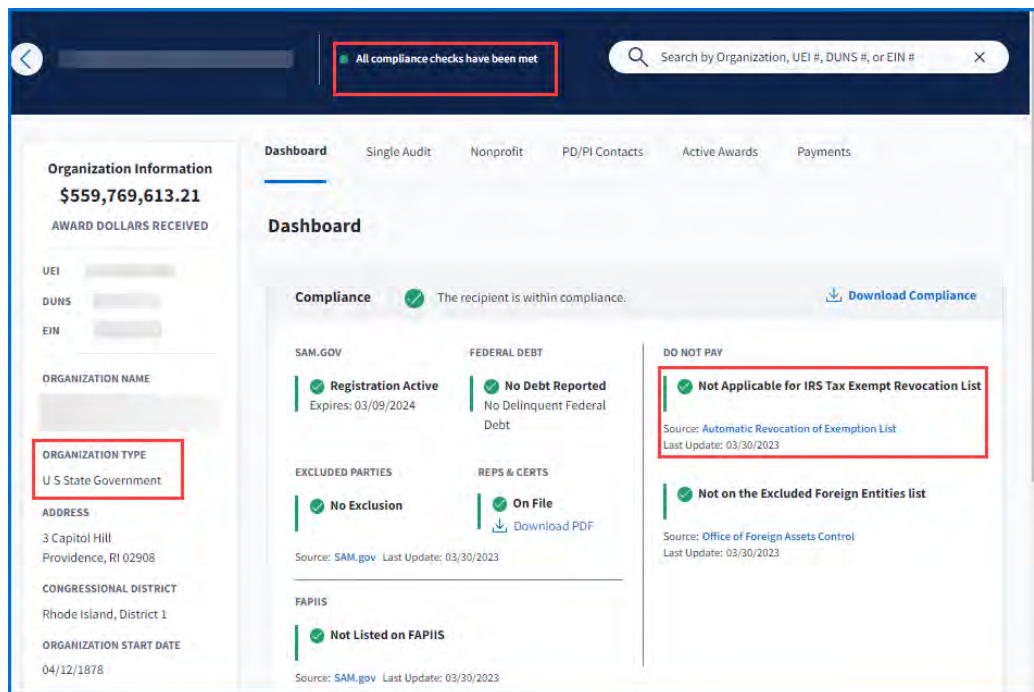 All compliance checks have been met
Search by Organization, UEI #, DUNS #, or EIN #
Organization Information
$559,769,613.21
AWARD DOLLARS RECEIVED
UEI
DUNS
EIN
ORGANIZATION NAME
ORGANIZATION TYPE
U S State Government
ADDRESS
3 Capitol Hill
Providence, RI 02908
CONGRESSIONAL DISTRICT
Rhode Island, District 1
ORGANIZATION START DATE
04/12/1878
Dashboard Single Audit Nonprofit PD/PI Contacts Active Awards Payments
Dashboard
Compliance The recipient is within compliance. Download Compliance
SAM.GOV
Registration Active
Expires: 03/09/2024
FEDERAL DEBT
No Debt Reported
No Delinquent Federal
Debt
EXCLUDED PARTIES
No Exclusion
REPS & CERTS
On File
Download PDF
Source: SAM.gov Last Update: 03/30/2023
FAPIIS
Not Listed on FAPIIS
Source: SAM.gov Last Update: 03/30/2023
DO NOT PAY
Not Applicable for IRS Tax Exempt Revocation List
Source: Automatic Revocation of Exemption List
Last Update: 03/30/2023
Not on the Excluded Foreign Entities list
Source: Office of Foreign Assets Control
Last Update: 03/30/2023